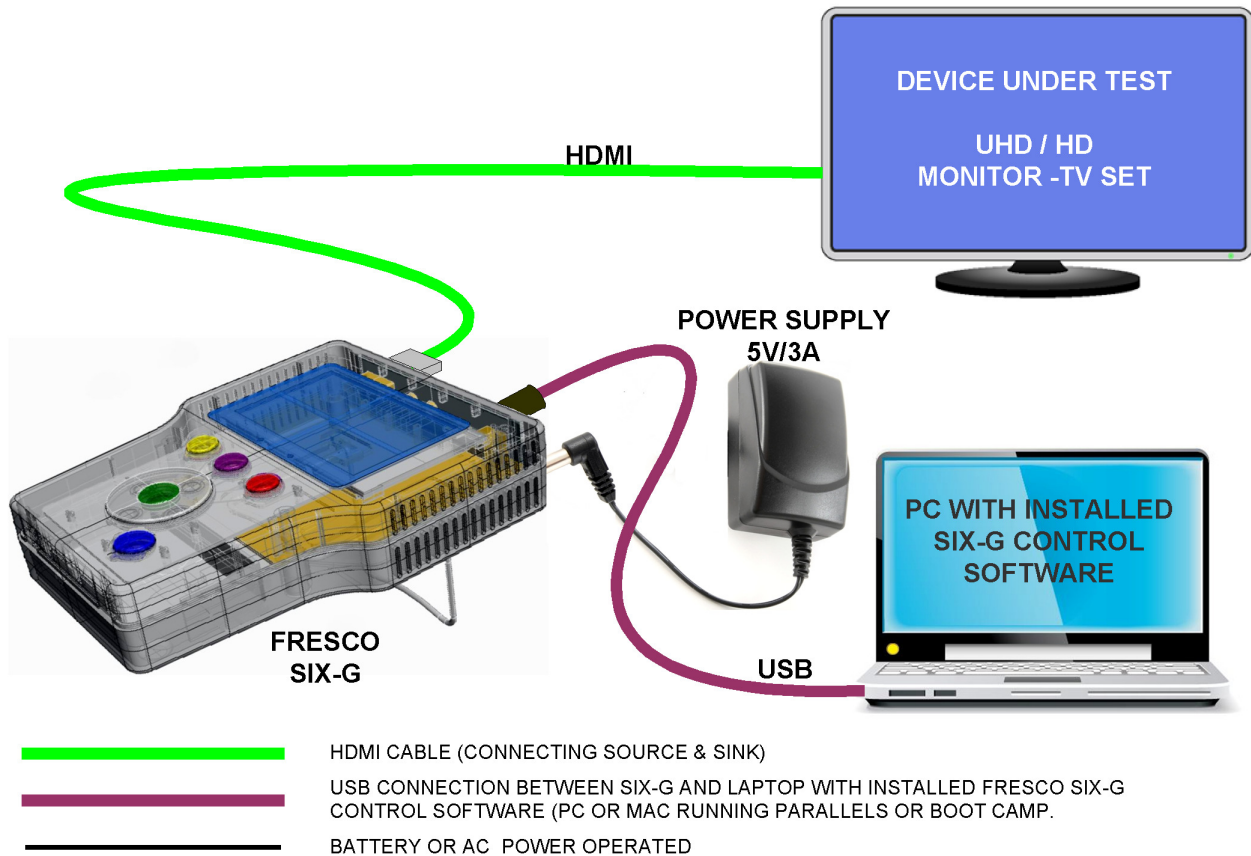 DEVICE UNDER TEST
UHD / HD
MONITOR -TV SET
HDMI
POWER SUPPLY
5V/3A
PC WITH INSTALLED
SIX-G CONTROL
SOFTWARE
FRESCO
SIX-G
USB
HDMI CABLE (CONNECTING SOURCE & SINK)
USB CONNECTION BETWEEN SIX-G AND LAPTOP WITH INSTALLED FRESCO SIX-G
CONTROL SOFTWARE (PC OR MAC RUNNING PARALLELS OR BOOT CAMP.
BATTERY OR AC POWER OPERATED